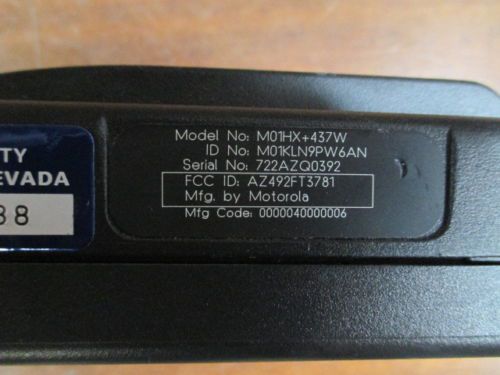 Model No: M01HX+437W
ID No: M01KLN9PW6AN
Serial No: 722AZQ0392
FCC ID: AZ492FT3781
Mfg. by Motorola
Mfg Code: 0000040000006
TY
EVADA
38